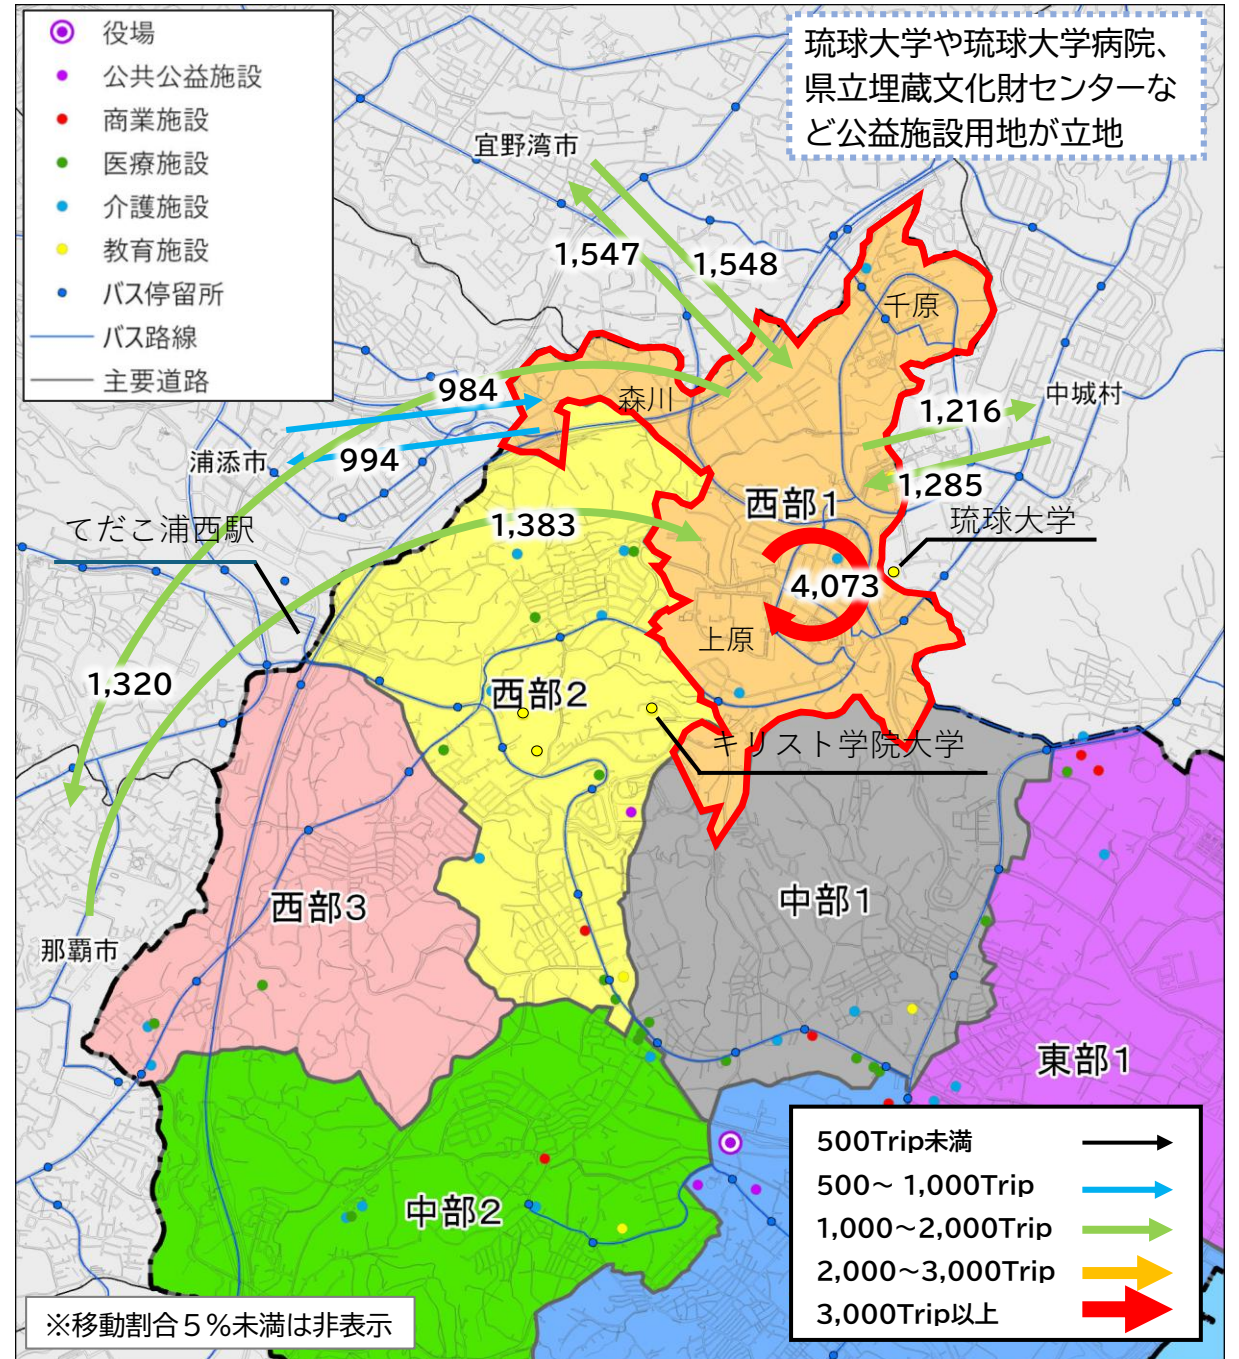 役場
公共公益施設
商業施設
医療施設
介護施設
教育施設
バス停留所
バス路線
主要道路
琉球大学や琉球大学病院、
県立埋蔵文化財センターな
ど公益施設用地が立地
宜野湾市
1,547
1,548
千原
984
森川
中城村
1,216
浦添市
994
1,285
西部1
てだこ浦西駅
1,383
琉球大学
4,073
上原
1,320
西部2
キリスト学院大学
西部3
中部1
那覇市
東部1
中部2
500Trip未満
500～ 1,000Trip
1,000～2,000Trip
2,000～3,000Trip
3,000Trip以上
※移動割合５％未満は非表示